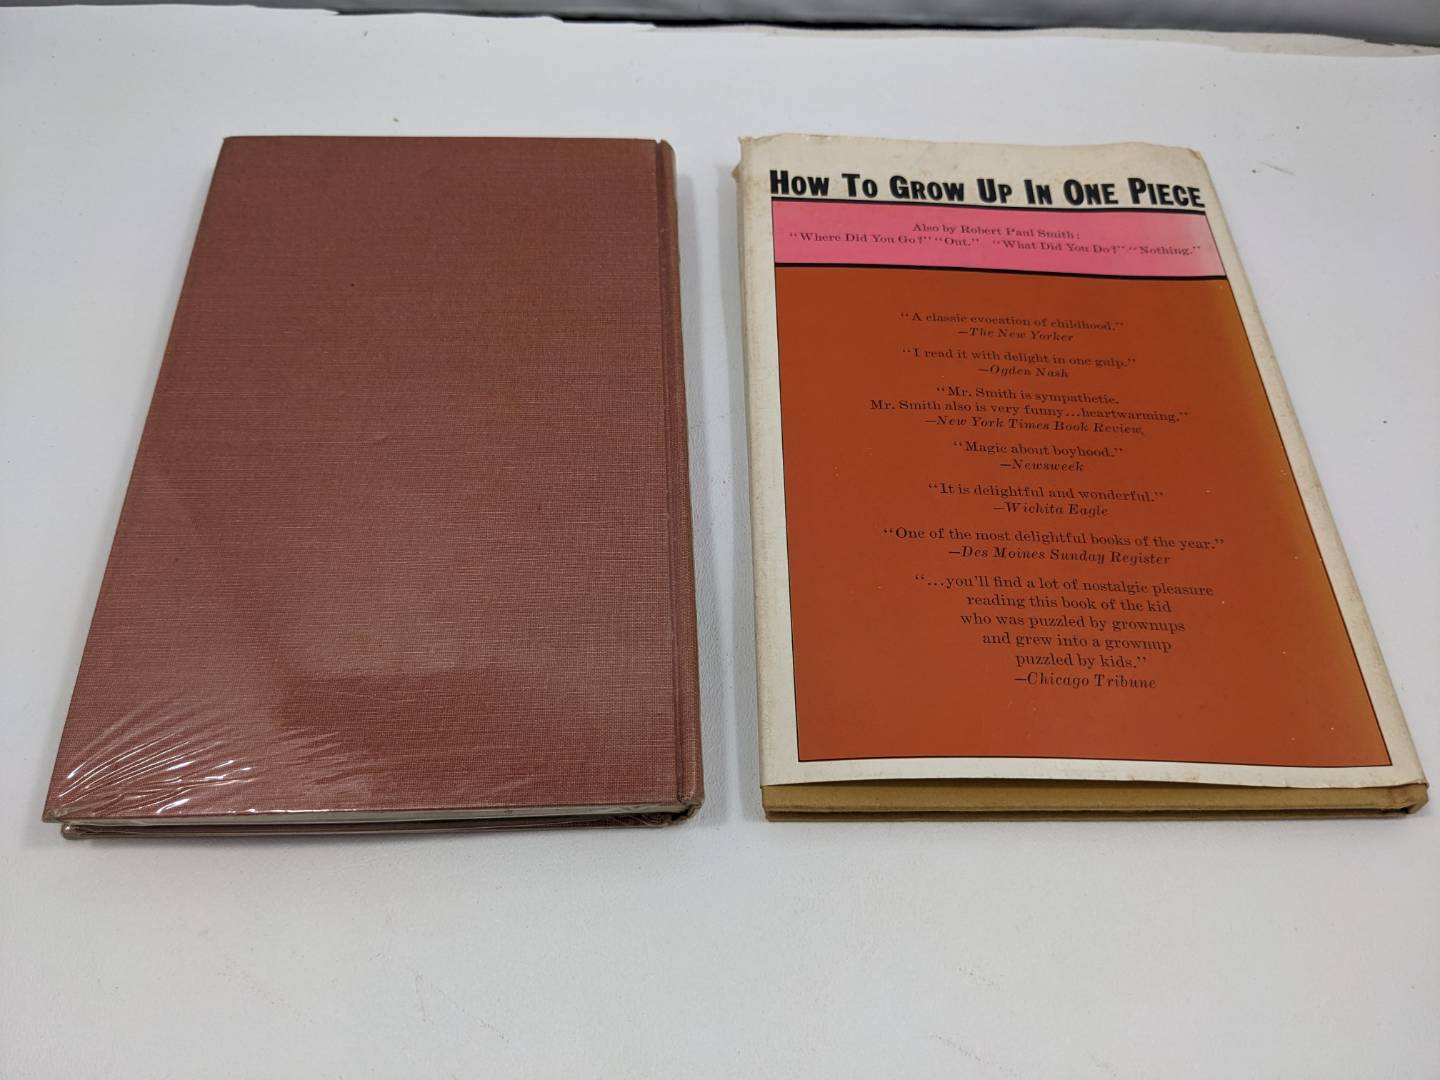 How To Grow Up In One Piece
Also by Robert Paul Smith:
“Where Did You Go?” “Out.” “What Did You Do?” “Nothing.”
“A classic evocation of childhood.”
—The New Yorker
“I read it with delight in one gulp.”
—Ogden Nash
“Mr. Smith is sympathetic.
Mr. Smith also is very funny...heartwarming.”
—New York Times Book Review
“Magic about boyhood.”
—Newsweek
“It is delightful and wonderful.”
—Wichita Eagle
“One of the most delightful books of the year.”
—Des Moines Sunday Register
“...you’ll find a lot of nostalgic pleasure
reading this book of the kid
who was puzzled by grownups
and grew into a grownup
puzzled by kids.”
—Chicago Tribune